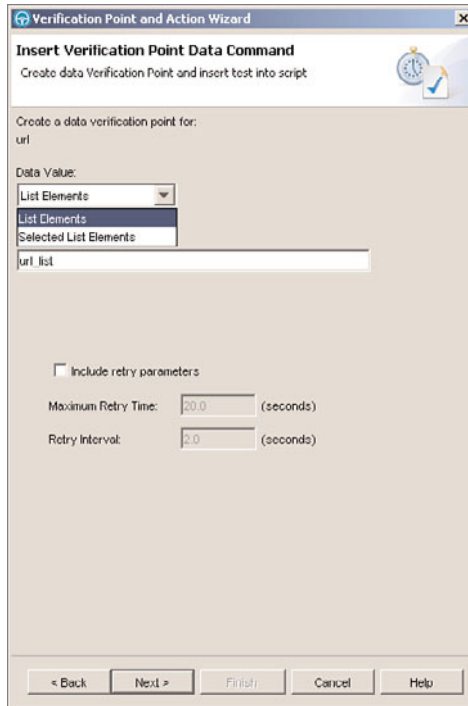 Verification Point and Action Wizard
Insert Verification Point Data Command
Create data Verification Point and insert test into script
Create a data verification point for:
url
Data Value:
List Elements
List Elements
Selected List Elements
url_list
Include retry parameters
Maximum Retry Time: 20.0 (seconds)
Retry Interval: 2.0 (seconds)
< Back Next > Finish Cancel Help